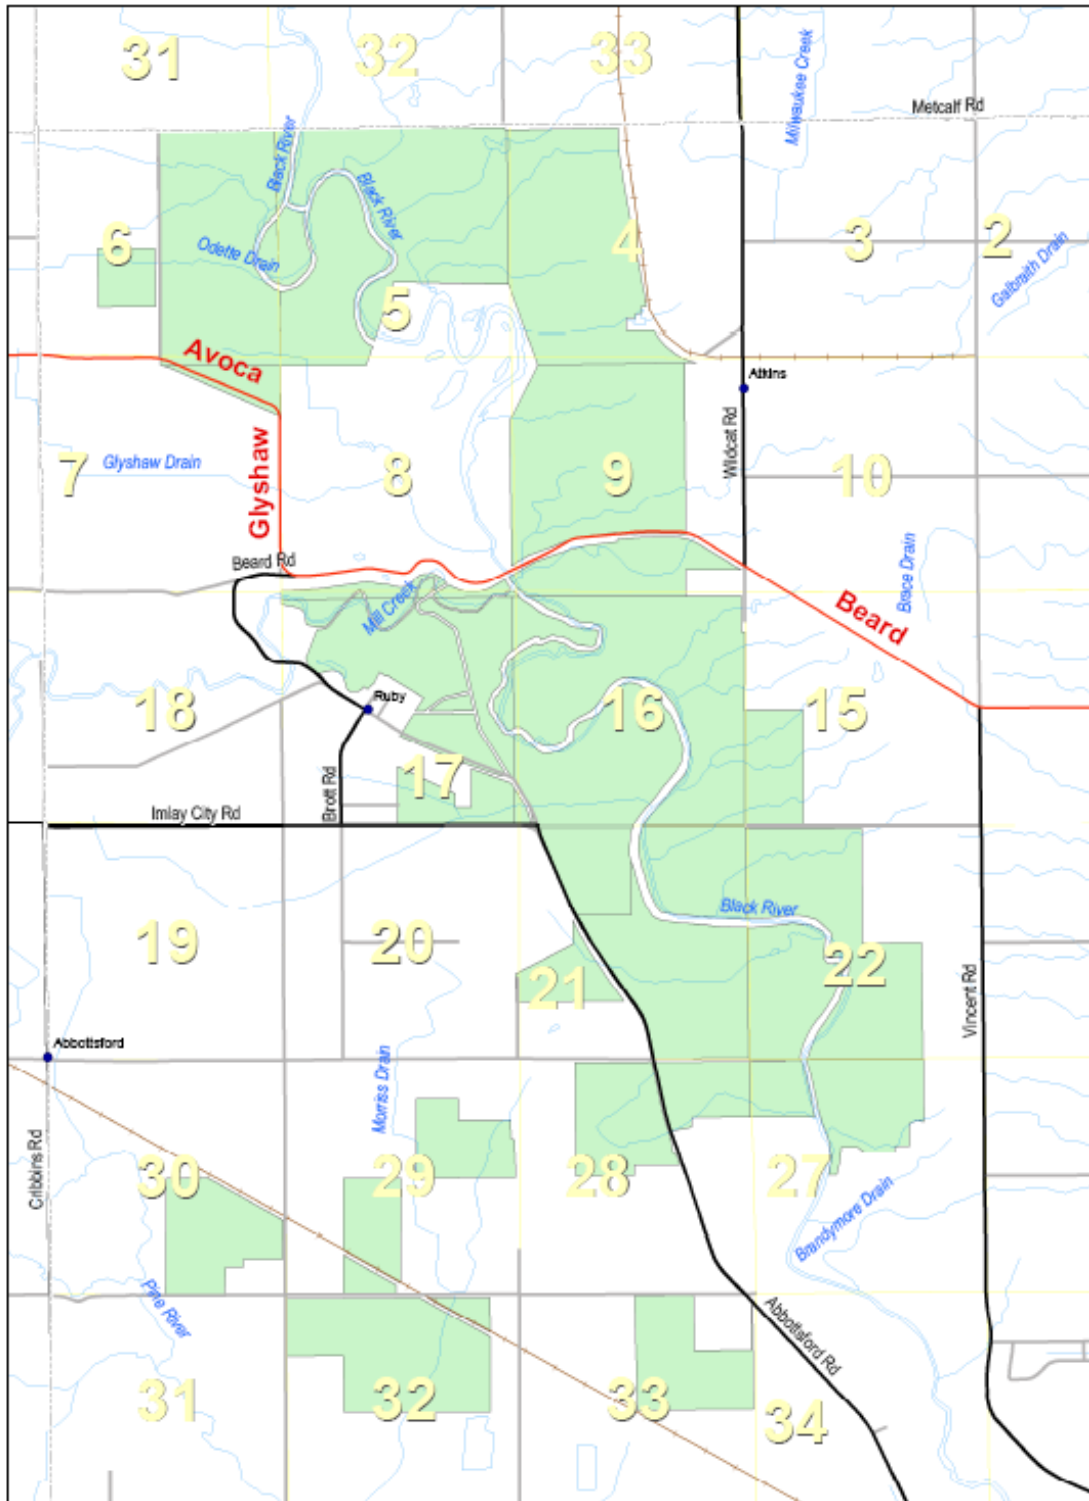 31
32
33
Milwaukee Creek
Metcalf Rd
Black River
Black River
6
Odette Drain
4
3
2
Galbraith Drain
5
Avoca
Atkins
Wildcat Rd
7
Glyshaw Drain
Glyshaw
8
9
10
Beard Rd
Brace Drain
Mill Creek
Beard
18
Ruby
16
15
17
Brott Rd
Imlay City Rd
Black River
19
20
21
22
Vincent Rd
Abbottsford
Morriss Drain
Cribbins Rd
30
29
28
27
Brandymore Drain
Pine River
Abbottsford Rd
31
32
33
34